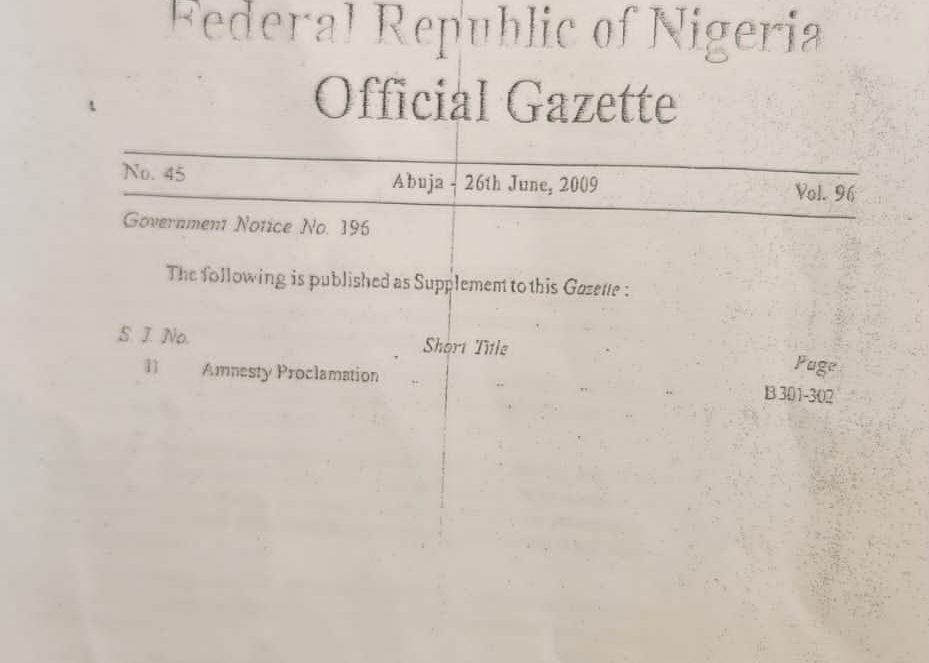 Federal Republic of Nigeria
Official Gazette
No. 45 Abuja - 26th June, 2009 Vol. 96
Government Notice No. 196
The following is published as Supplement to this Gazette :
S. I. No. Short Title Page
11 Amnesty Proclamation .. .. .. .. B 301-302